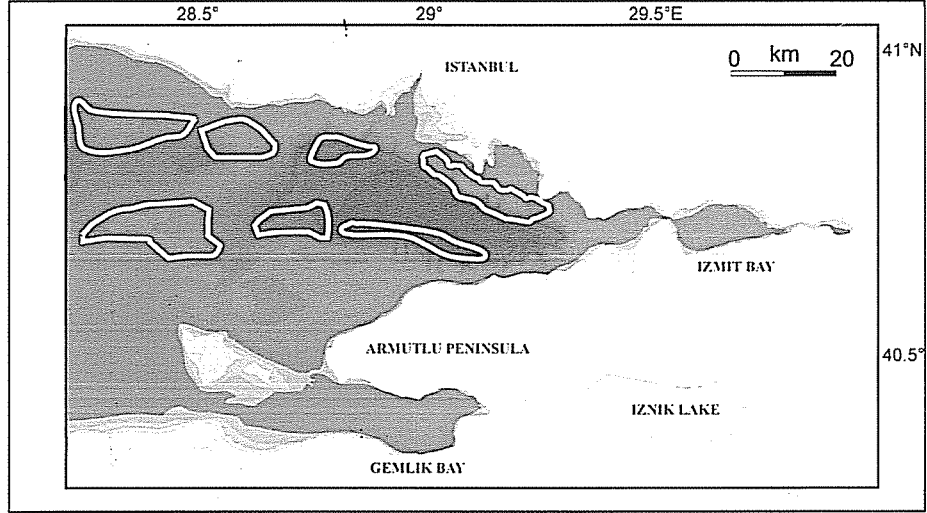 28.5° 29° 29.5°E
41°N
ISTANBUL
0 km 20
IZMIT BAY
ARMUTLU PENINSULA
40.5°
IZNIK LAKE
GEMLIK BAY